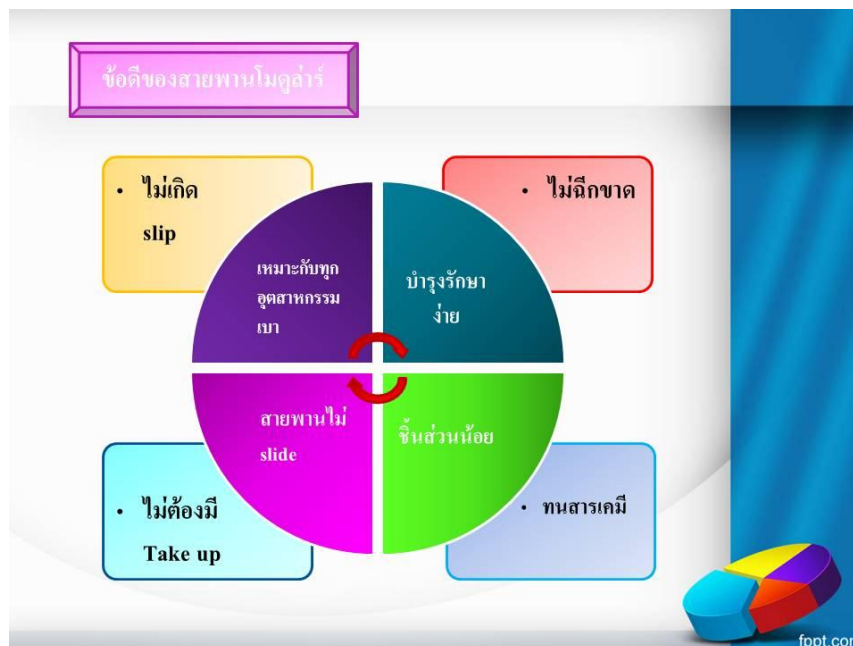 ข้อดีของสายพานโมดูล่าร์
• ไม่เกิด
slip
• ไม่ฉีกขาด
เหมาะกับทุก
อุตสาหกรรม
เบา
บำรุงรักษา
ง่าย
สายพานไม่
slide
ชิ้นส่วนน้อย
• ไม่ต้องมี
Take up
• ทนสารเคมี
fppt.com